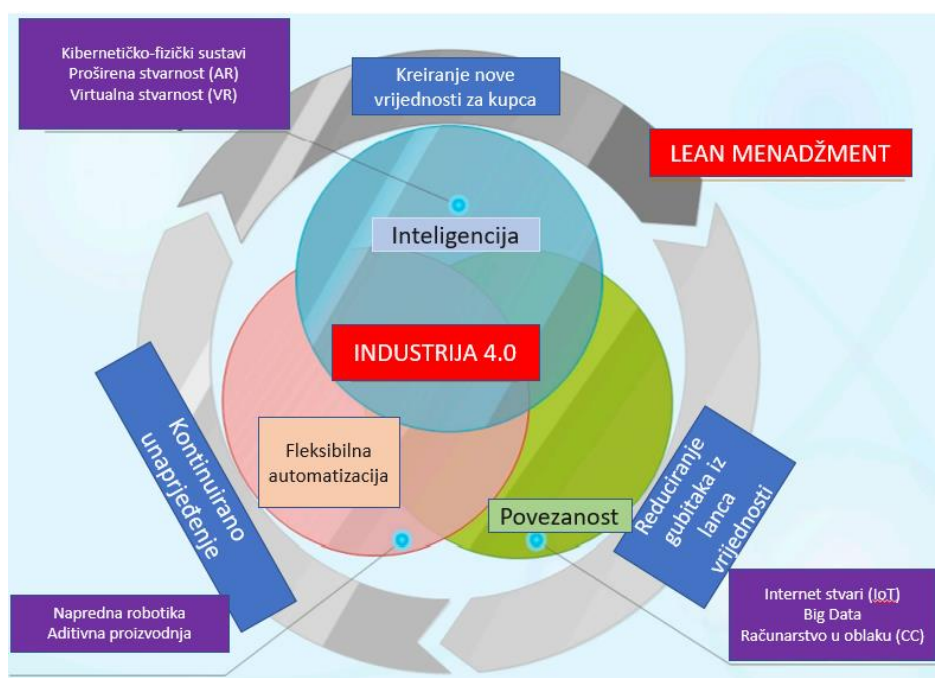 Kibernetičko-fizički sustavi
Proširena stvarnost (AR)
Virtualna stvarnost (VR)
Kreiranje nove
vrijednosti za kupca
LEAN MENADŽMENT
Inteligencija
INDUSTRIJA 4.0
Fleksibilna
automatizacija
Povezanost
Kontinuirano
unaprjeđenje
Reduciranje
gubitaka iz
lanca
vrijednosti
Napredna robotika
Aditivna proizvodnja
Internet stvari (IoT)
Big Data
Računarstvo u oblaku (CC)